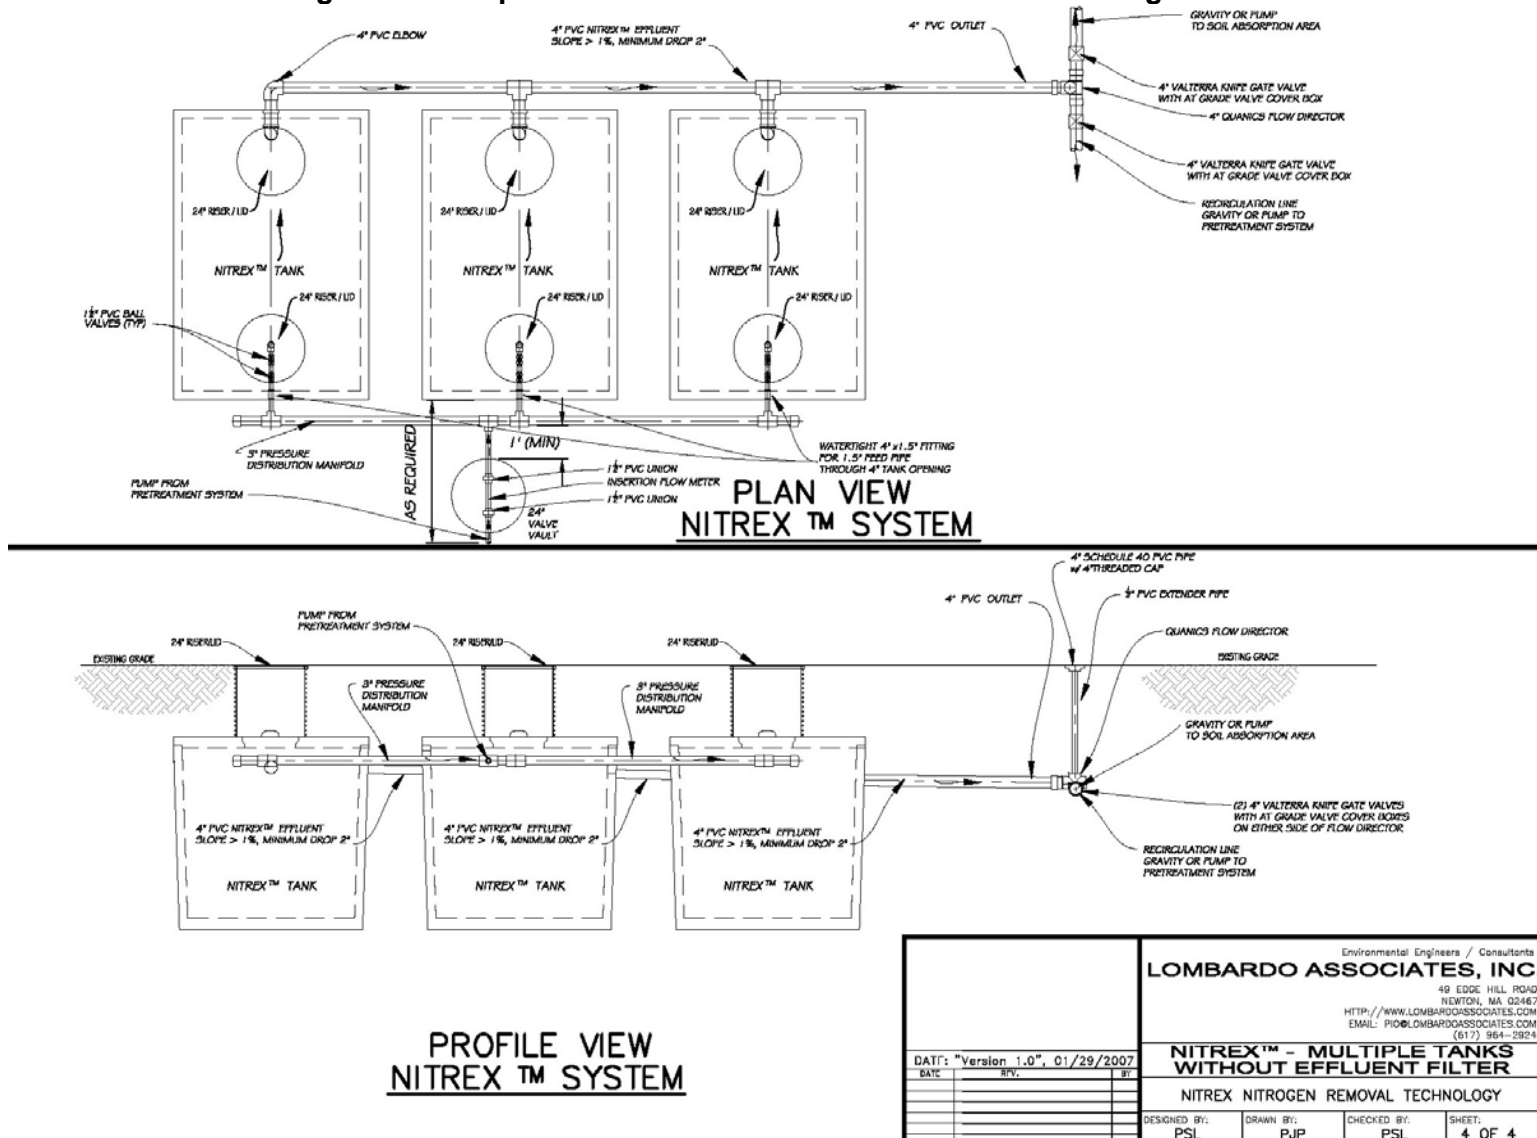 4" PVC ELBOW
4" PVC NITREX™ EFFLUENT
SLOPE > 1%, MINIMUM DROP 2"
4" PVC OUTLET
GRAVITY OR PUMP
TO SOIL ABSORPTION AREA
4" VALTERRA KNIFE GATE VALVE
WITH AT GRADE VALVE COVER BOX
4" QUANICS FLOW DIRECTOR
4" VALTERRA KNIFE GATE VALVE
WITH AT GRADE VALVE COVER BOX
RECIRCULATION LINE
GRAVITY OR PUMP TO
PRETREATMENT SYSTEM
24" RISER/LID
24" RISER/LID
24" RISER/LID
NITREX™ TANK
NITREX™ TANK
NITREX™ TANK
24" RISER/LID
24" RISER/LID
24" RISER/LID
1½" PVC BALL
VALVES (TYP)
3" PRESSURE
DISTRIBUTION MANIFOLD
PUMP FROM
PRETREATMENT SYSTEM
AS REQUIRED
1' (MIN)
1½" PVC UNION
INSERTION FLOW METER
1½" PVC UNION
24"
VALVE
VAULT
WATERTIGHT 4" x1.5" FITTING
FOR 1.5" FEED PIPE
THROUGH 4" TANK OPENING
PLAN VIEW
NITREX ™ SYSTEM
4" SCHEDULE 40 PVC PIPE
w/ 4"THREADED CAP
4" PVC OUTLET
½" PVC EXTENDER PIPE
QUANICS FLOW DIRECTOR
PUMP FROM
PRETREATMENT SYSTEM
24" RISER/LID
24" RISER/LID
24" RISER/LID
EXISTING GRADE
EXISTING GRADE
3" PRESSURE
DISTRIBUTION
MANIFOLD
3" PRESSURE
DISTRIBUTION
MANIFOLD
GRAVITY OR PUMP
TO SOIL ABSORPTION AREA
(2) 4" VALTERRA KNIFE GATE VALVES
WITH AT GRADE VALVE COVER BOXES
ON EITHER SIDE OF FLOW DIRECTOR
RECIRCULATION LINE
GRAVITY OR PUMP TO
PRETREATMENT SYSTEM
4" PVC NITREX™ EFFLUENT
SLOPE > 1%, MINIMUM DROP 2"
4" PVC NITREX™ EFFLUENT
SLOPE > 1%, MINIMUM DROP 2"
4" PVC NITREX™ EFFLUENT
SLOPE > 1%, MINIMUM DROP 2"
NITREX™ TANK
NITREX™ TANK
NITREX™ TANK
PROFILE VIEW
NITREX ™ SYSTEM
Environmental Engineers / Consultants
LOMBARDO ASSOCIATES, INC
49 EDGE HILL ROAD
NEWTON, MA 02467
HTTP://WWW.LOMBARDOASSOCIATES.COM
EMAIL: PIO@LOMBARDOASSOCIATES.COM
(617) 964-2924
DATE: "Version 1.0", 01/29/2007
DATE REV. BY
NITREX™ - MULTIPLE TANKS
WITHOUT EFFLUENT FILTER
NITREX NITROGEN REMOVAL TECHNOLOGY
DESIGNED BY: DRAWN BY: CHECKED BY: SHEET:
PSL PJP PSL 4 OF 4